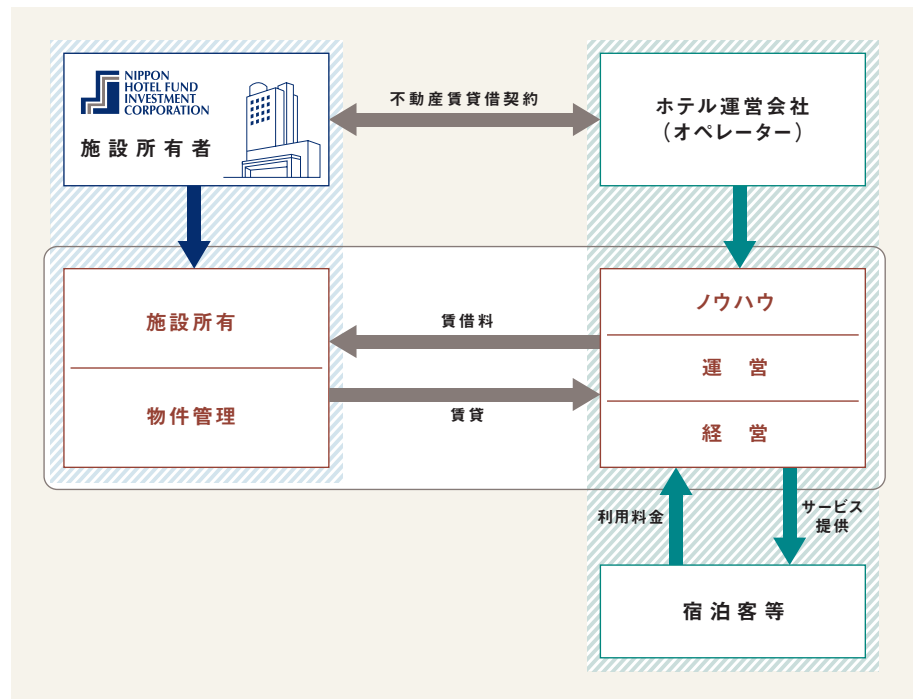 NIPPON
HOTEL FUND
INVESTMENT
CORPORATION
施設所有者
不動産賃貸借契約
ホテル運営会社
（オペレーター）
施設所有
物件管理
賃借料
賃貸
ノウハウ
運　営
経　営
利用料金
サービス
提供
宿泊客等